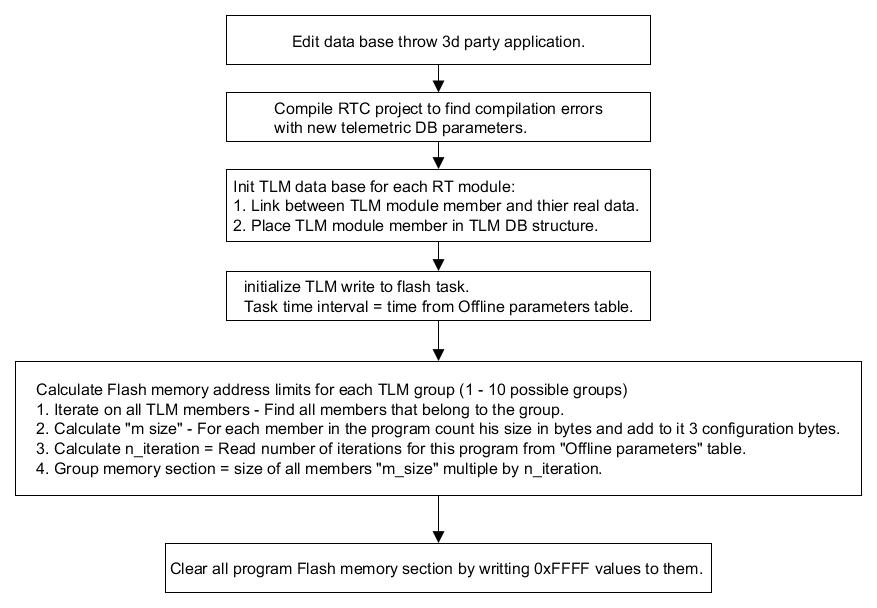 Edit data base throw 3d party application.
Compile RTC project to find compilation errors
with new telemetric DB parameters.
Init TLM data base for each RT module:
1. Link between TLM module member and thier real data.
2. Place TLM module member in TLM DB structure.
initialize TLM write to flash task.
Task time interval = time from Offline parameters table.
Calculate Flash memory address limits for each TLM group (1 - 10 possible groups)
1. Iterate on all TLM members - Find all members that belong to the group.
2. Calculate "m size" - For each member in the program count his size in bytes and add to it 3 configuration bytes.
3. Calculate n_iteration = Read number of iterations for this program from "Offline parameters" table.
4. Group memory section = size of all members "m_size" multiple by n_iteration.
Clear all program Flash memory section by writting 0xFFFF values to them.